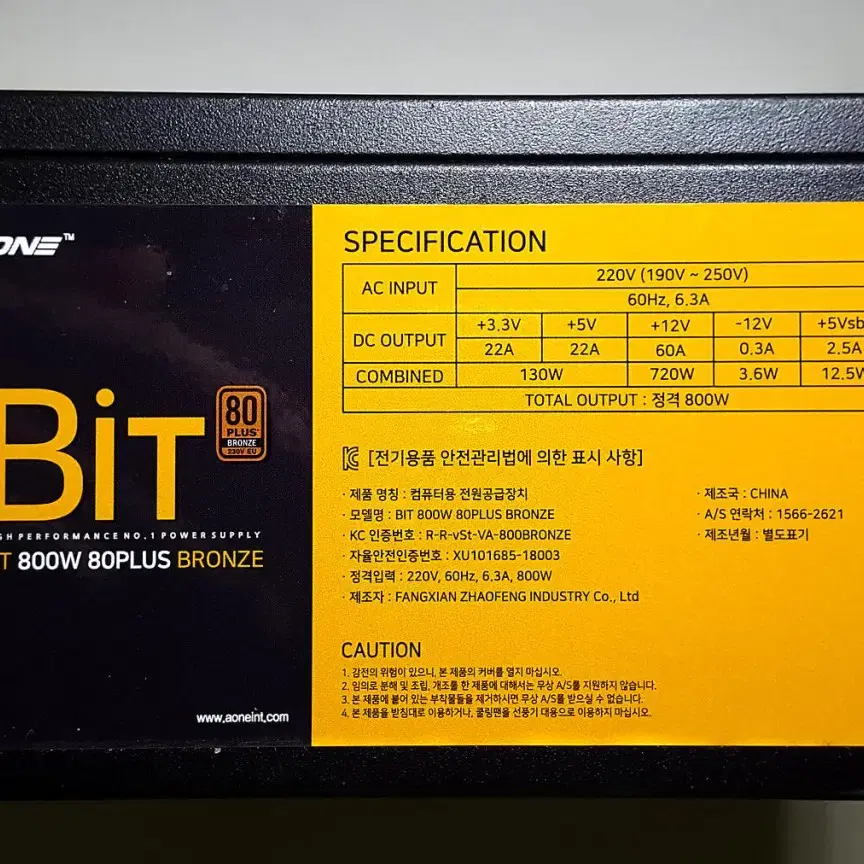 ONE™
BiT
80
PLUS
BRONZE
230V EU
GH PERFORMANCE NO.1 POWER SUPPLY
T 800W 80PLUS BRONZE
www.aoneint.com
SPECIFICATION
AC INPUT 220V (190V ~ 250V)
60Hz, 6.3A
DC OUTPUT +3.3V +5V +12V -12V +5Vsb
22A 22A 60A 0.3A 2.5A
COMBINED 130W 720W 3.6W 12.5W
TOTAL OUTPUT : 정격 800W
[전기용품 안전관리법에 의한 표시 사항]
· 제품 명칭 : 컴퓨터용 전원공급장치
· 모델명 : BIT 800W 80PLUS BRONZE
· KC 인증번호 : R-R-vSt-VA-800BRONZE
· 자율안전인증번호 : XU101685-18003
· 정격입력 : 220V, 60Hz, 6.3A, 800W
· 제조자 : FANGXIAN ZHAOFENG INDUSTRY Co., Ltd
· 제조국 : CHINA
· A/S 연락처 : 1566-2621
· 제조년월 : 별도표기
CAUTION
1. 감전의 위험이 있으니, 본 제품의 커버를 열지 마십시오.
2. 임의로 분해 및 조립, 개조를 한 제품에 대해서는 무상 A/S를 지원하지 않습니다.
3. 본 제품에 붙어 있는 부착물들을 제거하시면 무상 A/S를 받으실 수 없습니다.
4. 본 제품을 받침대로 이용하거나, 쿨링팬을 선풍기 대용으로 이용하지 마십시오.